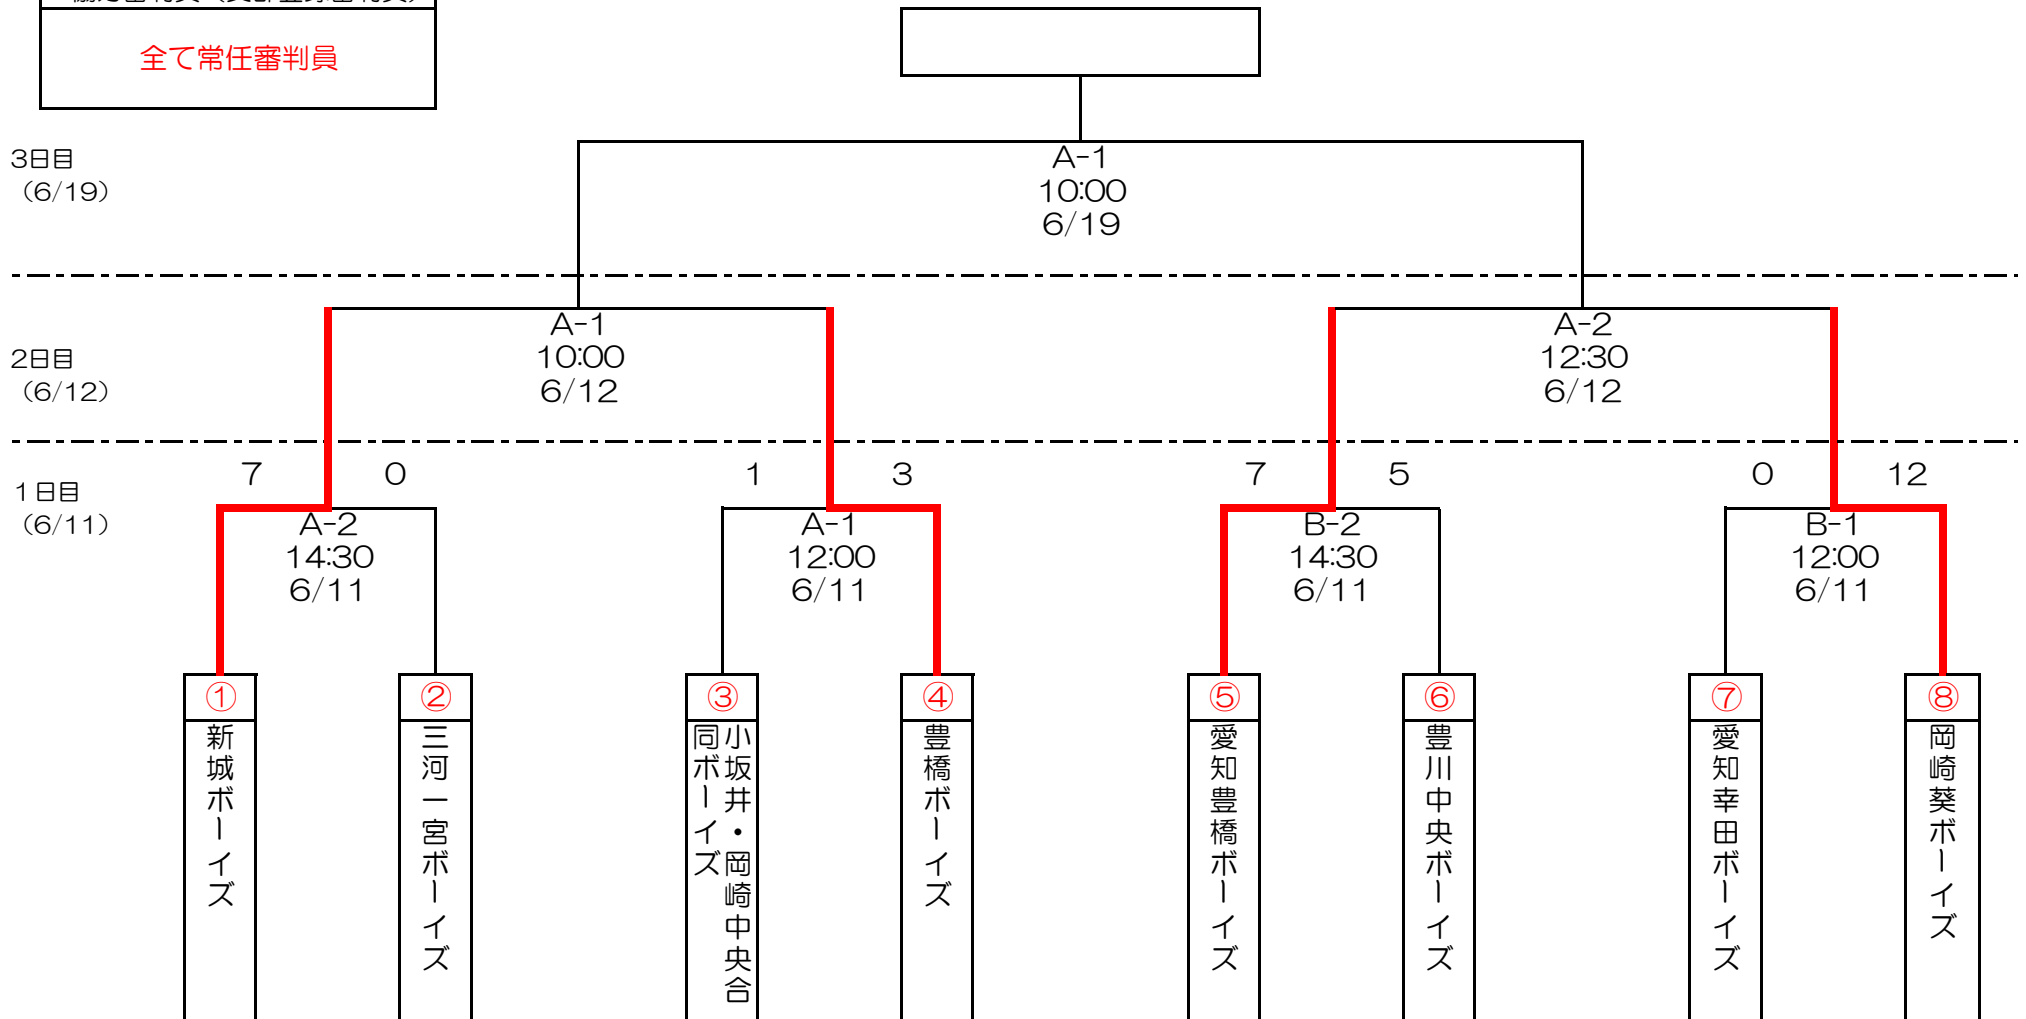 全て常任審判員
3日目
（6/19）
A-1
10:00
6/19
2日目
（6/12）
A-1
10:00
6/12
A-2
12:30
6/12
1日目
（6/11）
7 0 1 3 7 5 0 12
A-2
14:30
6/11
A-1
12:00
6/11
B-2
14:30
6/11
B-1
12:00
6/11
① ② ③ ④ ⑤ ⑥ ⑦ ⑧
新城ボーイズ
三河一宮ボーイズ
小坂井・岡崎中央合
同ボーイズ
豊橋ボーイズ
愛知豊橋ボーイズ
豊川中央ボーイズ
愛知幸田ボーイズ
岡崎葵ボーイズ